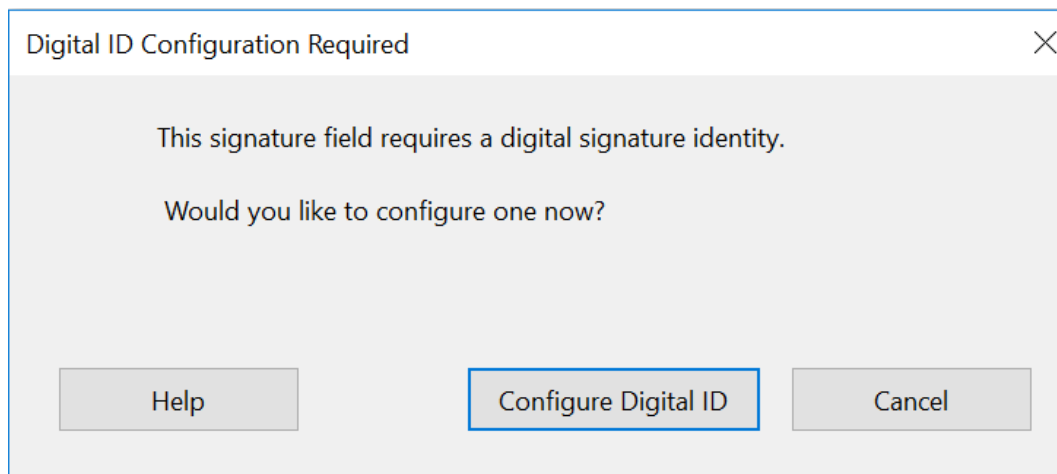 Digital ID Configuration Required
This signature field requires a digital signature identity.
Would you like to configure one now?
Help
Configure Digital ID
Cancel